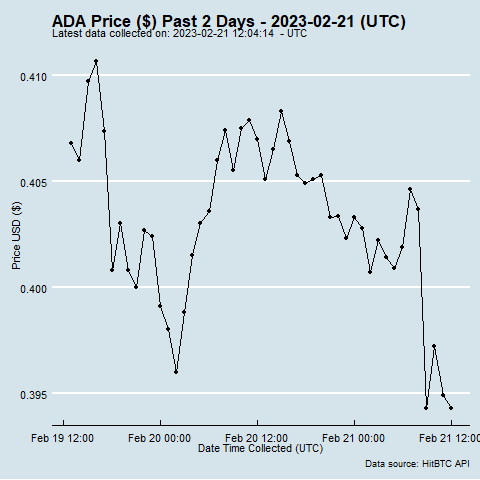 ADA Price ($) Past 2 Days - 2023-02-21 (UTC)
Latest data collected on: 2023-02-21 12:04:14 - UTC
0.410
0.405
0.400
0.395
Price USD ($)
Feb 19 12:00 Feb 20 00:00 Feb 20 12:00 Feb 21 00:00 Feb 21 12:00
Date Time Collected (UTC)
Data source: HitBTC API